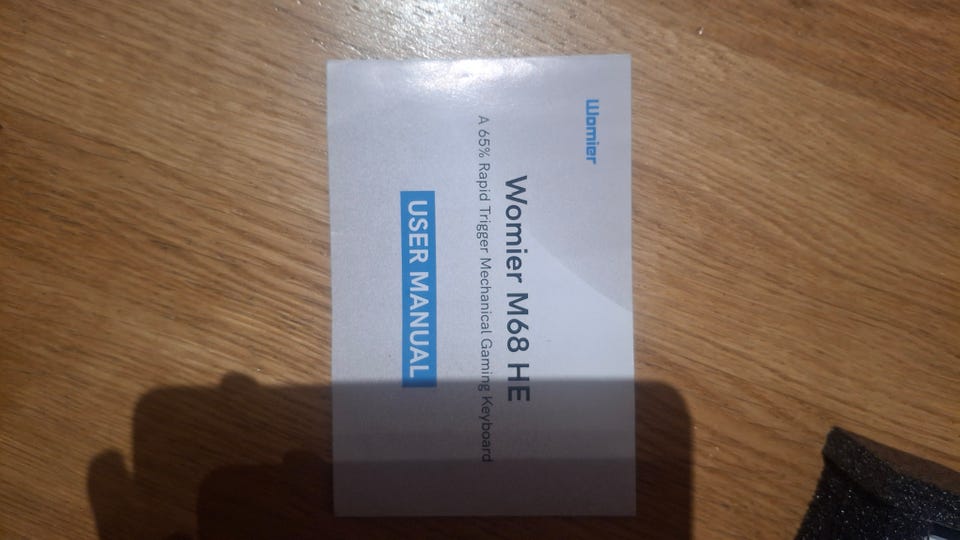 Womier
Womier M68 HE
A 65% Rapid Trigger Mechanical Gaming Keyboard
USER MANUAL